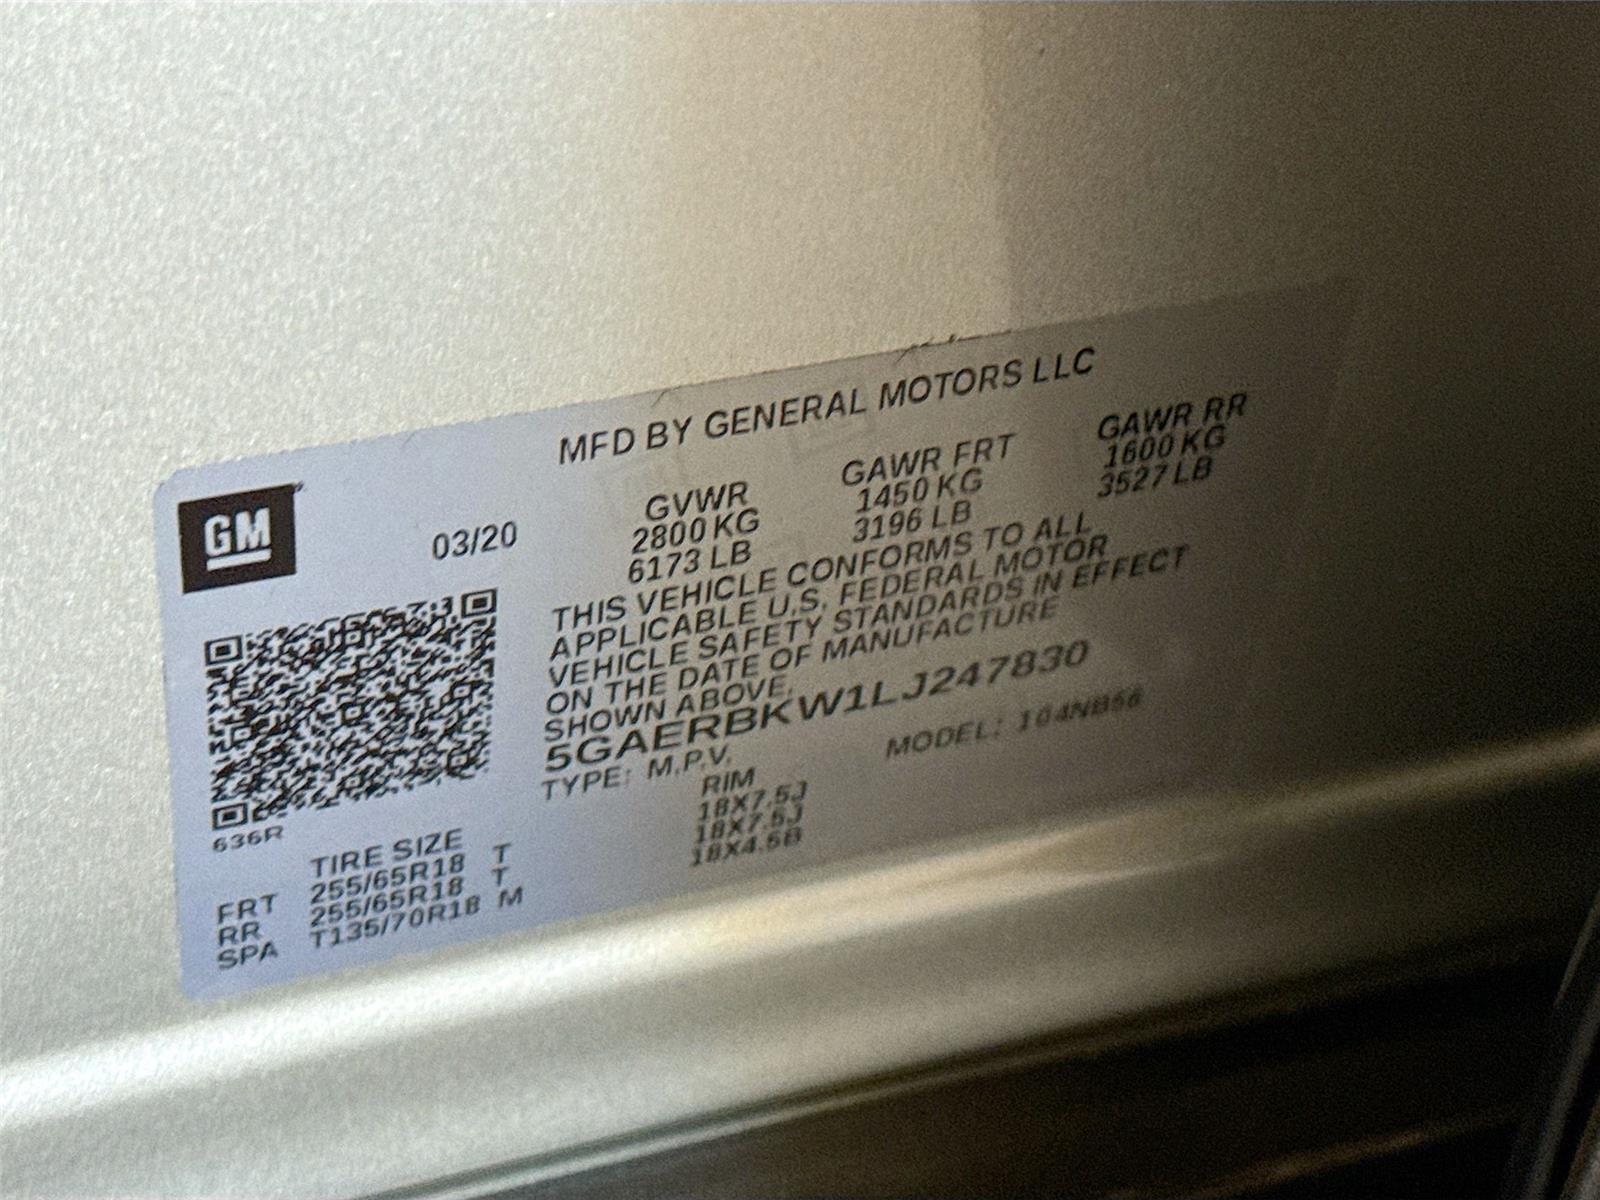 MFD BY GENERAL MOTORS LLC
GM
03/20
GVWR GAWR FRT GAWR RR
2800 KG 1450 KG 1600 KG
6173 LB 3196 LB 3527 LB
THIS VEHICLE CONFORMS TO ALL
APPLICABLE U.S. FEDERAL MOTOR
VEHICLE SAFETY STANDARDS IN EFFECT
ON THE DATE OF MANUFACTURE
SHOWN ABOVE.
5GAERBKW1LJ247830
TYPE: M.P.V. MODEL: 104NB56
636R
TIRE SIZE RIM
FRT 255/65R18 T 18X7.5J
RR 255/65R18 T 18X7.5J
SPA T135/70R18 M 18X4.5B